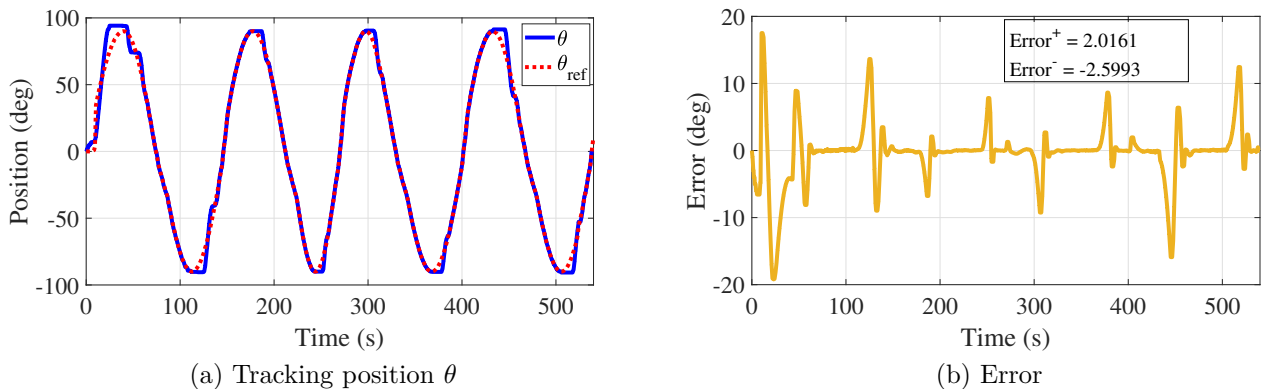 100
50
0
-50
-100
Position (deg)
0
100
200
300
400
500
Time (s)
θ
θref
(a) Tracking position θ
20
10
0
-10
-20
Error (deg)
0
100
200
300
400
500
Time (s)
Error+ = 2.0161
Error- = -2.5993
(b) Error